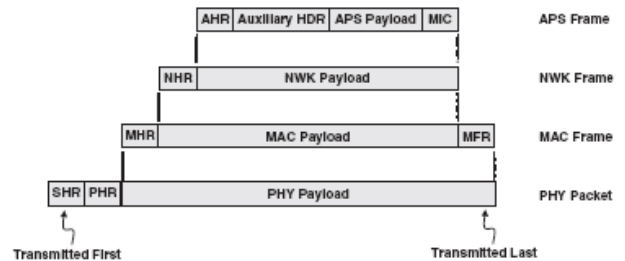 AHR Auxiliary HDR APS Payload MIC APS Frame
NHR NWK Payload NWK Frame
MHR MAC Payload MFR MAC Frame
SHR PHR PHY Payload PHY Packet
Transmitted First Transmitted Last